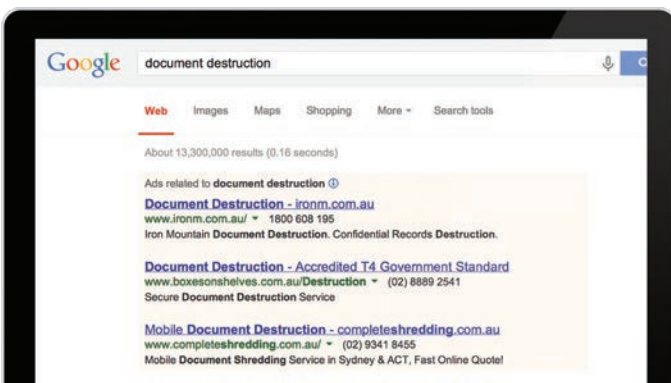 Google document destruction
Web Images Maps Shopping More Search tools
About 13,300,000 results (0.16 seconds)
Ads related to document destruction
Document Destruction - ironm.com.au
www.ironm.com.au/ 1800 608 195
Iron Mountain Document Destruction. Confidential Records Destruction.
Document Destruction - Accredited T4 Government Standard
www.boxesonshelves.com.au/Destruction (02) 8889 2541
Secure Document Destruction Service
Mobile Document Destruction - completeshredding.com.au
www.completeshredding.com.au/ (02) 9341 8455
Mobile Document Shredding Service in Sydney & ACT, Fast Online Quote!